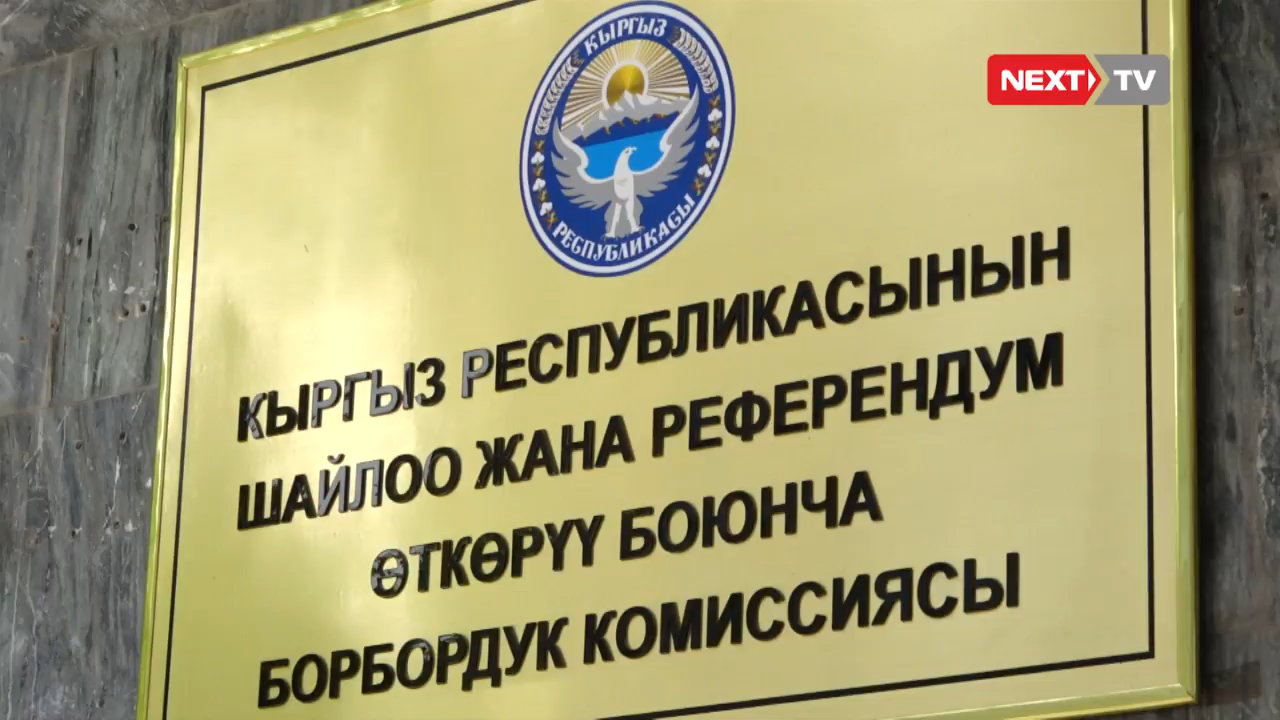 NEXT TV
КЫРГЫЗ
РЕСПУБЛИКАСЫ
КЫРГЫЗ РЕСПУБЛИКАСЫНЫН
ШАЙЛОО ЖАНА РЕФЕРЕНДУМ
ӨТКӨРҮҮ БОЮНЧА
БОРБОРДУК КОМИССИЯСЫ